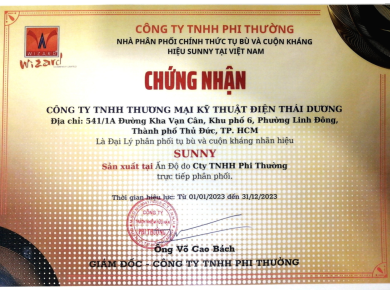 WIZARD
Wizard
CÔNG TY TNHH PHI THƯỜNG
NHÀ PHÂN PHỐI CHÍNH THỨC TỤ BÙ VÀ CUỘN KHÁNG
HIỆU SUNNY TẠI VIỆT NAM
CHỨNG NHẬN
CÔNG TY TNHH THƯƠNG MẠI KỸ THUẬT ĐIỆN THÁI DƯƠNG
Địa chỉ: 541/1A Đường Kha Vạn Cân, Khu phố 6, Phường Linh Đông,
Thành phố Thủ Đức, TP. HCM
Là Đại Lý phân phối tụ bù và cuộn kháng nhãn hiệu
SUNNY
Sản xuất tại Ấn Độ do Cty TNHH Phi Thường
trực tiếp phân phối.
Thời gian hiệu lực: Từ 01/01/2023 đến 31/12/2023
CÔNG TY
PHI THƯỜNG
Ông Võ Cao Bách
GIÁM ĐỐC - CÔNG TY TNHH PHI THƯỜNG